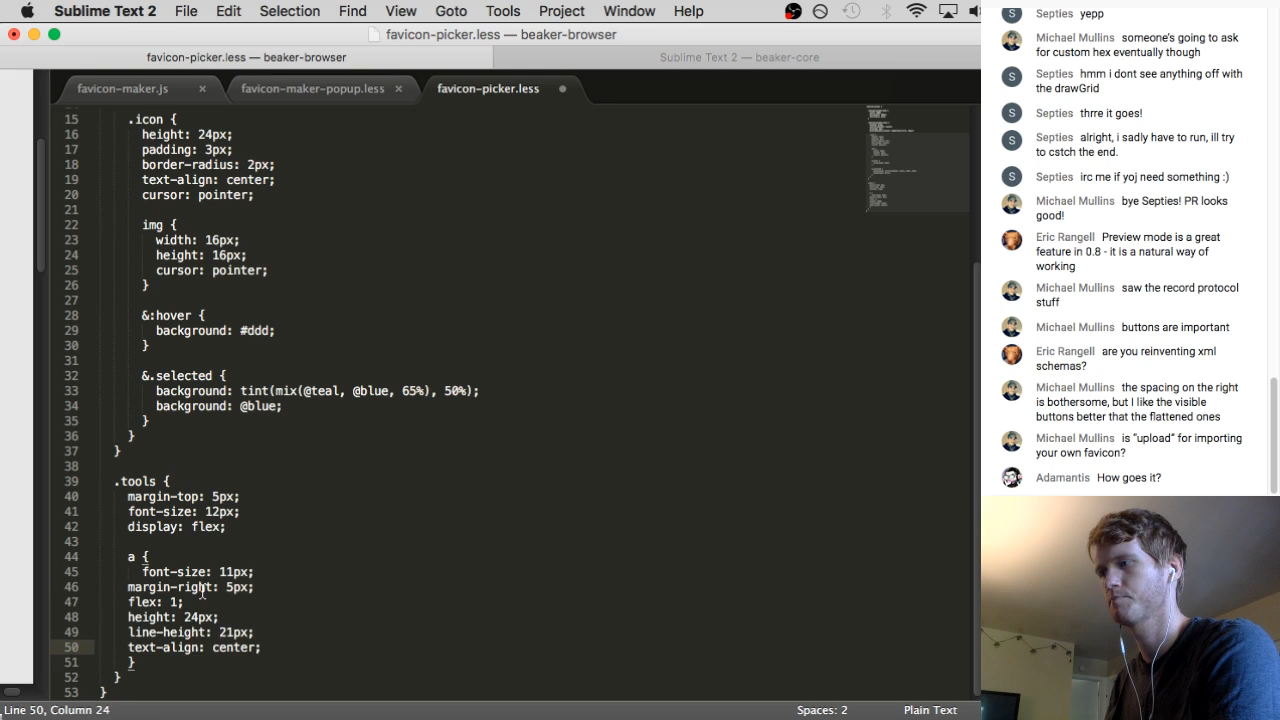 Sublime Text 2 File Edit Selection Find View Goto Tools Project Window Help
favicon-picker.less — beaker-browser
favicon-picker.less — beaker-browser Sublime Text 2 — beaker-core
favicon-maker.js × favicon-maker-popup.less × favicon-picker.less
15 .icon {
16 height: 24px;
17 padding: 3px;
18 border-radius: 2px;
19 text-align: center;
20 cursor: pointer;
21
22 img {
23 width: 16px;
24 height: 16px;
25 cursor: pointer;
26 }
27
28 &:hover {
29 background: #ddd;
30 }
31
32 &.selected {
33 background: tint(mix(@teal, @blue, 65%), 50%);
34 background: @blue;
35 }
36 }
37 }
38
39 .tools {
40 margin-top: 5px;
41 font-size: 12px;
42 display: flex;
43
44 a {
45 font-size: 11px;
46 margin-right: 5px;
47 flex: 1;
48 height: 24px;
49 line-height: 21px;
50 text-align: center;
51 }
52 }
53 }
Line 50, Column 24 Spaces: 2 Plain Text
S Septies yepp
Michael Mullins someone's going to ask
for custom hex eventually though
S Septies hmm i dont see anything off with
the drawGrid
S Septies thrre it goes!
S Septies alright, i sadly have to run, ill try
to cstch the end.
S Septies irc me if yoj need something :)
Michael Mullins bye Septies! PR looks
good!
Eric Rangell Preview mode is a great
feature in 0.8 - it is a natural way of
working
Michael Mullins saw the record protocol
stuff
Michael Mullins buttons are important
Eric Rangell are you reinventing xml
schemas?
Michael Mullins the spacing on the right
is bothersome, but I like the visible
buttons better that the flattened ones
Michael Mullins is “upload” for importing
your own favicon?
Adamantis How goes it?